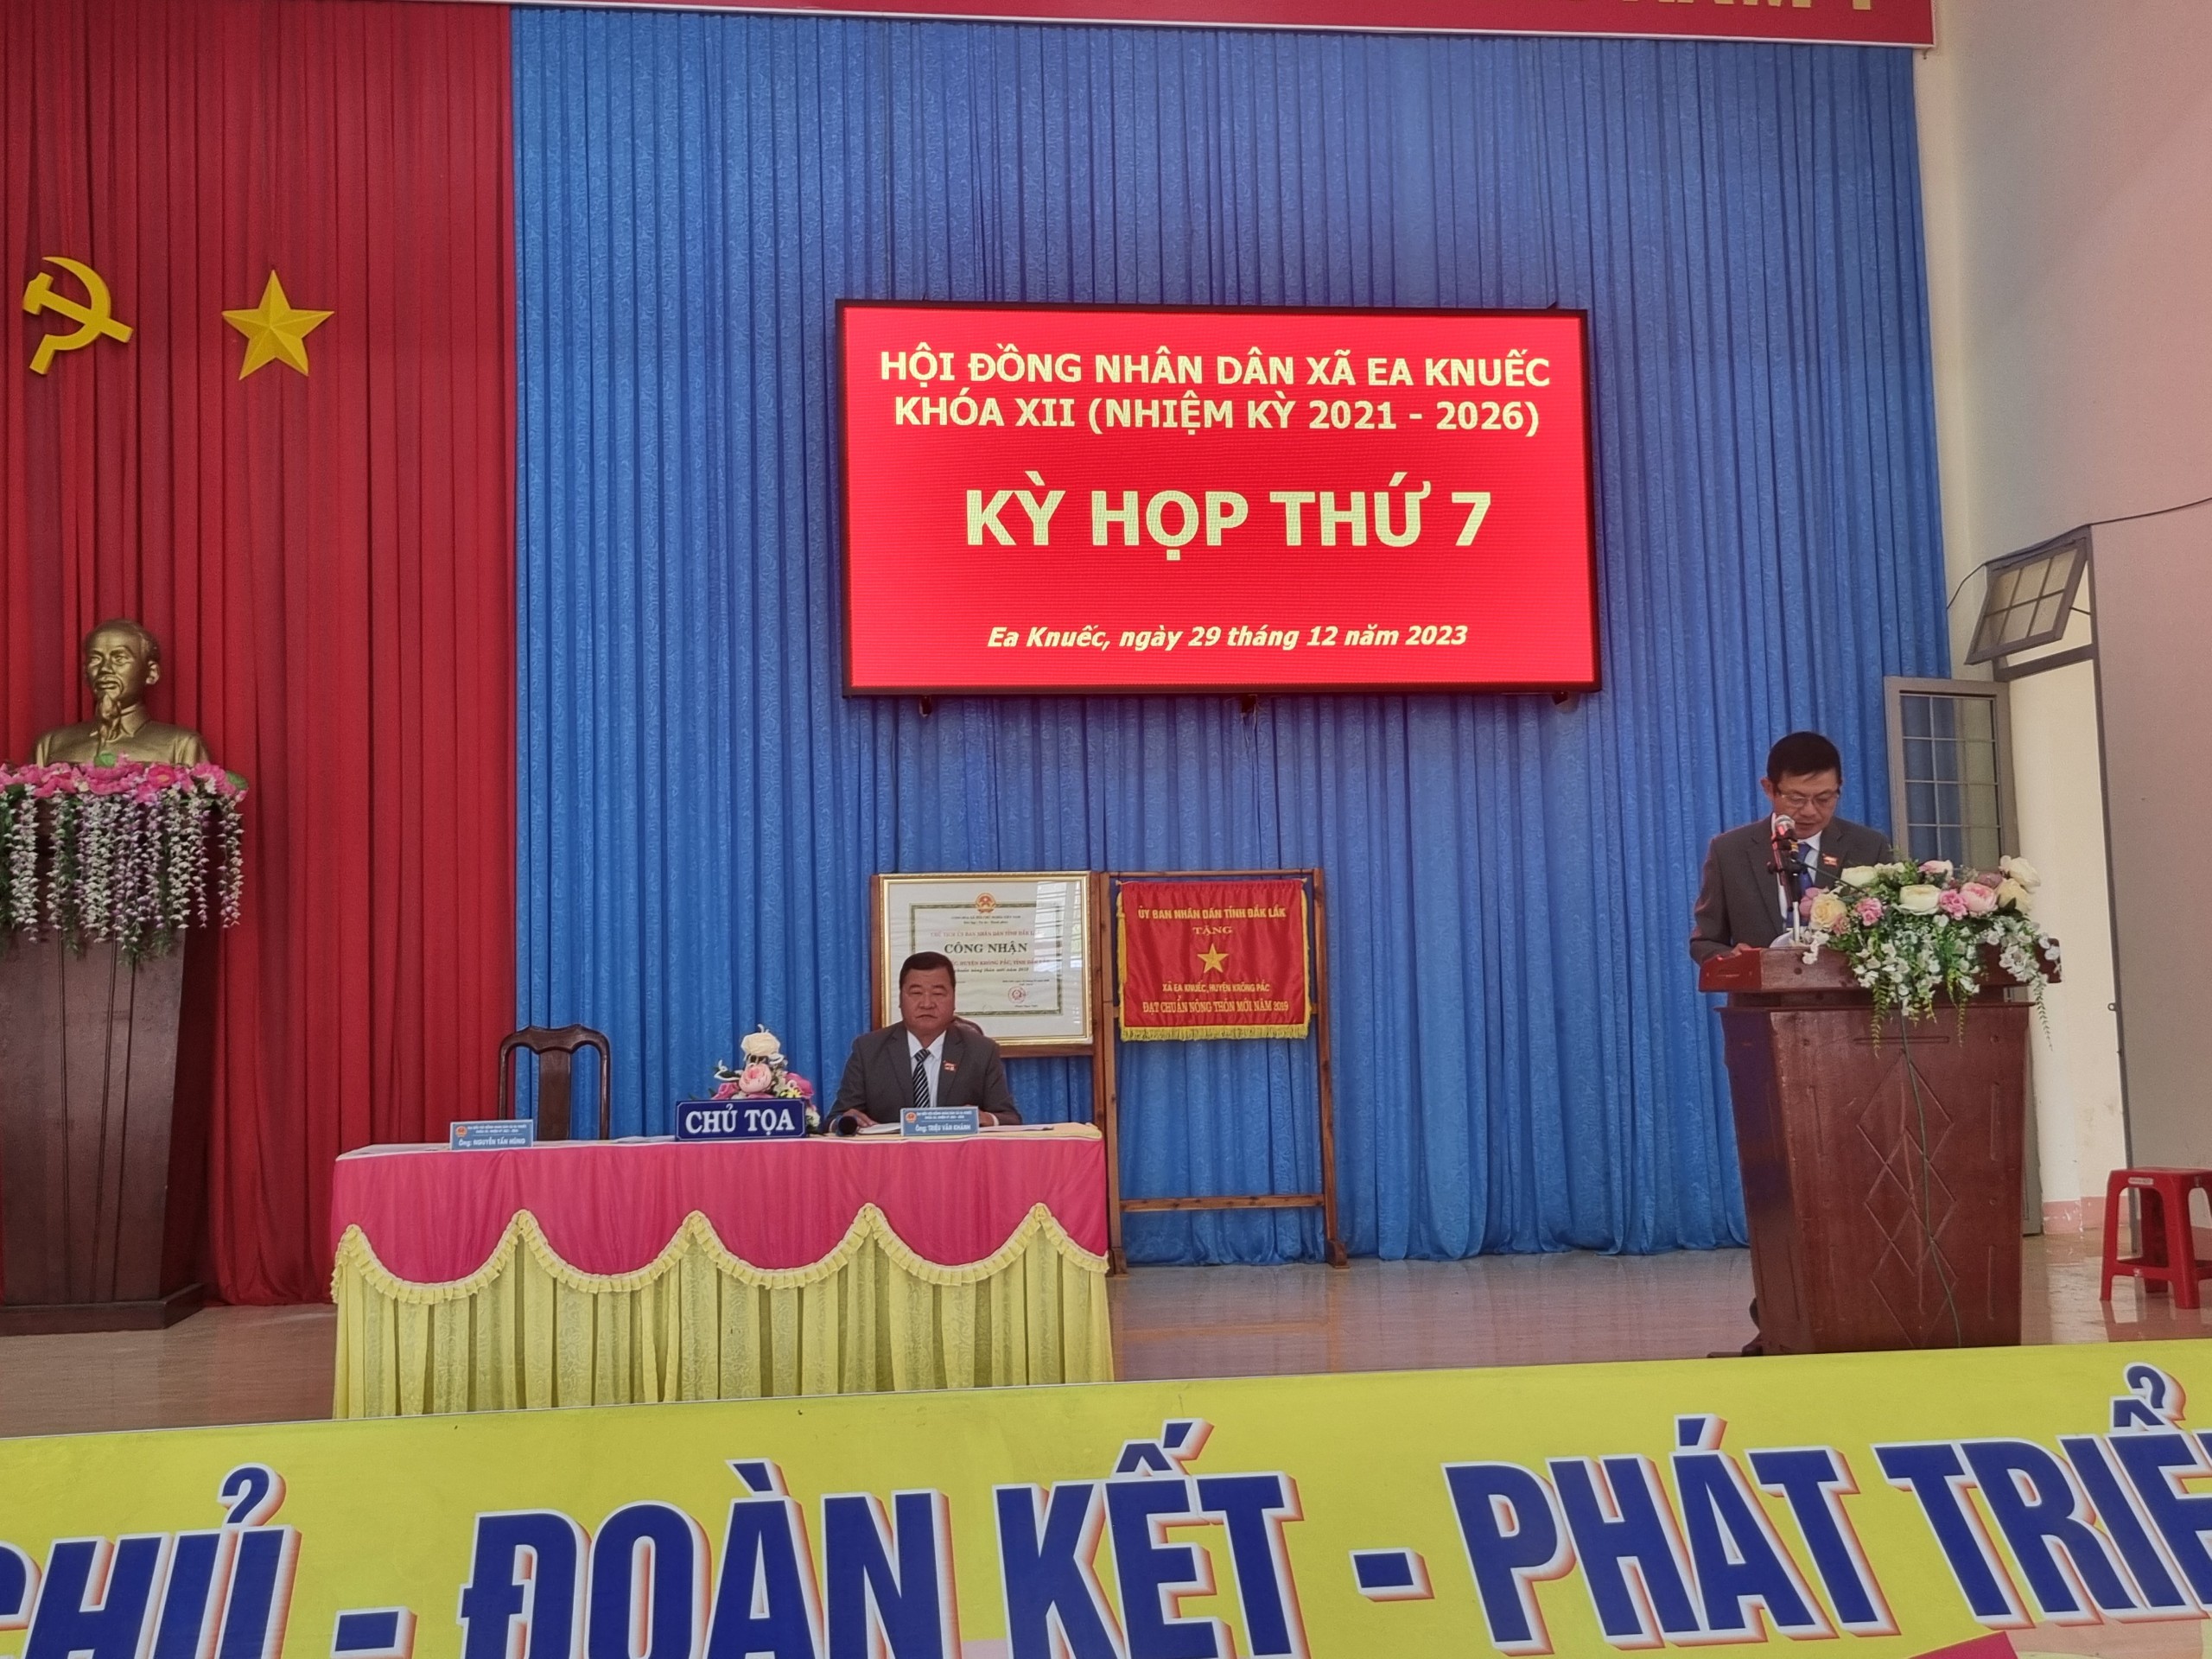 HỘI ĐỒNG NHÂN DÂN XÃ EA KNUẾC
KHÓA XII (NHIỆM KỲ 2021 - 2026)
KỲ HỌP THỨ 7
Ea Knuếc, ngày 29 tháng 12 năm 2023
CÔNG NHẬN
ỦY BAN NHÂN DÂN TỈNH ĐẮK LẮK
TẶNG
XÃ EA KNUẾC, HUYỆN KRÔNG PẮC
ĐẠT CHUẨN NÔNG THÔN MỚI NĂM 2019
Ông: NGUYỄN TẤN HÙNG
CHỦ TỌA
Ông: TRIỆU VĂN KHÁNH
CHỦ - ĐOÀN KẾT - PHÁT TRIỂ